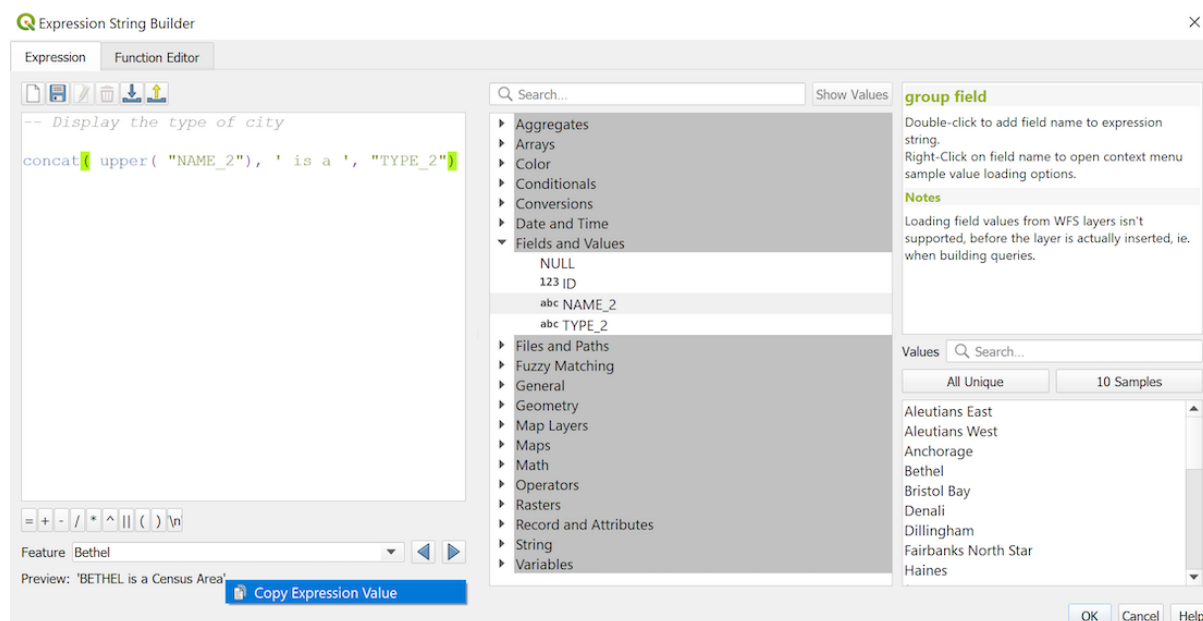 Expression String Builder
Expression
Function Editor
-- Display the type of city
concat( upper( "NAME_2"), ' is a ', "TYPE_2")
= + - / * ^ || ( ) \n
Feature Bethel
Preview: 'BETHEL is a Census Area'
Copy Expression Value
Search...
Show Values
Aggregates
Arrays
Color
Conditionals
Conversions
Date and Time
Fields and Values
NULL
123 ID
abc NAME_2
abc TYPE_2
Files and Paths
Fuzzy Matching
General
Geometry
Map Layers
Maps
Math
Operators
Rasters
Record and Attributes
String
Variables
group field
Double-click to add field name to expression
string.
Right-Click on field name to open context menu
sample value loading options.
Notes
Loading field values from WFS layers isn't
supported, before the layer is actually inserted, ie.
when building queries.
Values Search...
All Unique
10 Samples
Aleutians East
Aleutians West
Anchorage
Bethel
Bristol Bay
Denali
Dillingham
Fairbanks North Star
Haines
OK
Cancel
Help